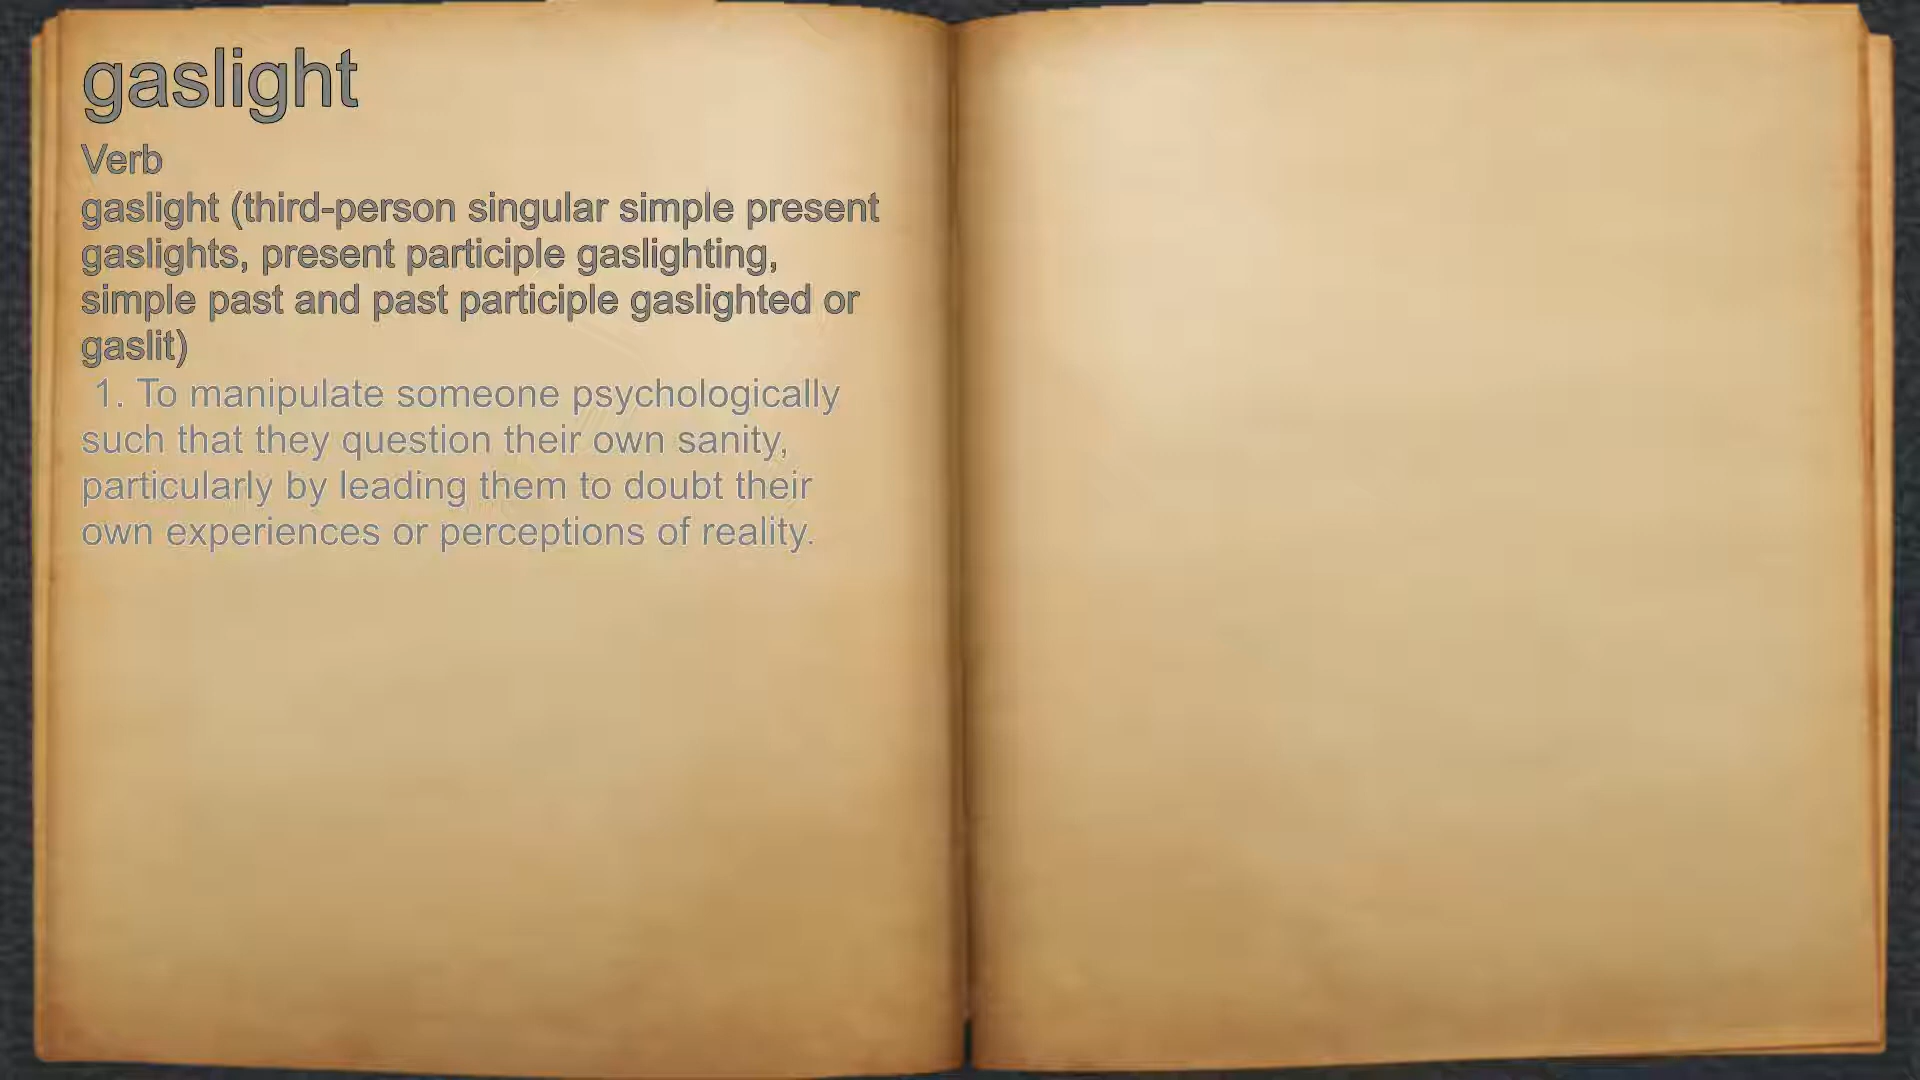 gaslight
Verb
gaslight (third-person singular simple present
gaslights, present participle gaslighting,
simple past and past participle gaslighted or
gaslit)
1. To manipulate someone psychologically
such that they question their own sanity,
particularly by leading them to doubt their
own experiences or perceptions of reality.